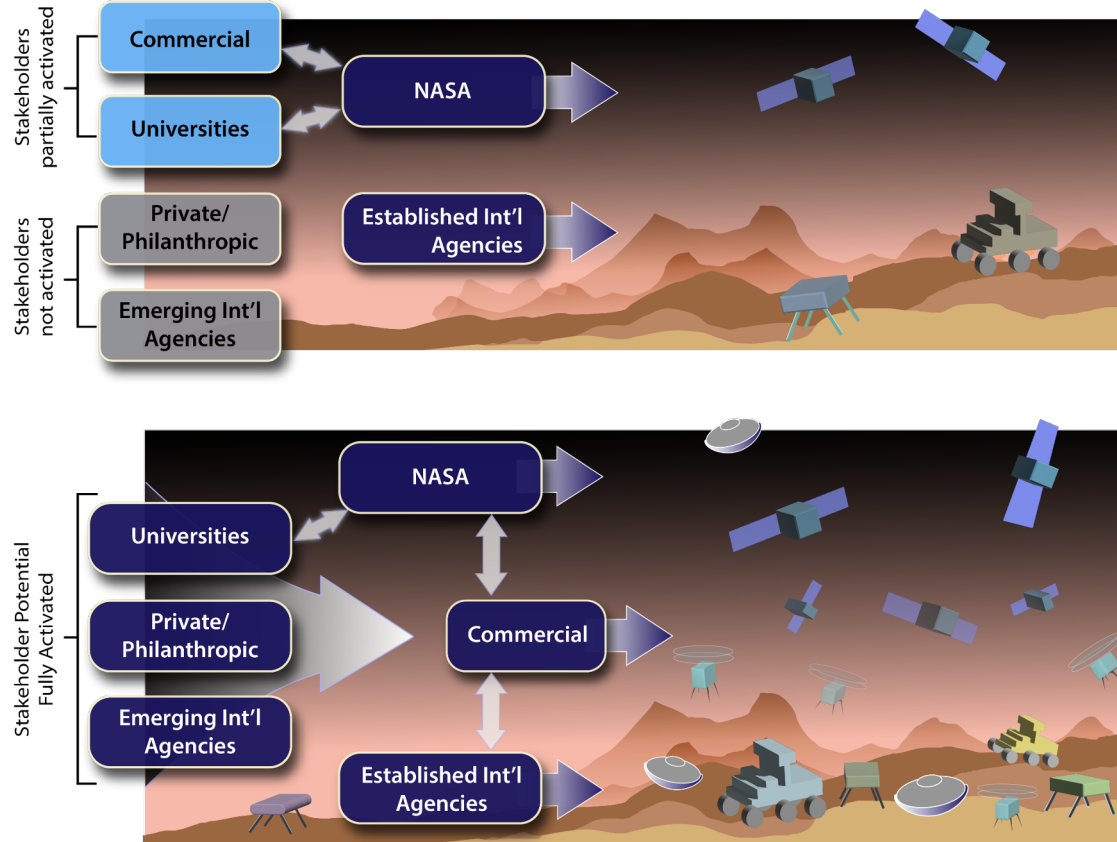 Stakeholders
partially activated
Commercial
Universities
NASA
Stakeholders
not activated
Private/
Philanthropic
Emerging Int'l
Agencies
Established Int'l
Agencies
Stakeholder Potential
Fully Activated
NASA
Universities
Private/
Philanthropic
Commercial
Emerging Int'l
Agencies
Established Int'l
Agencies